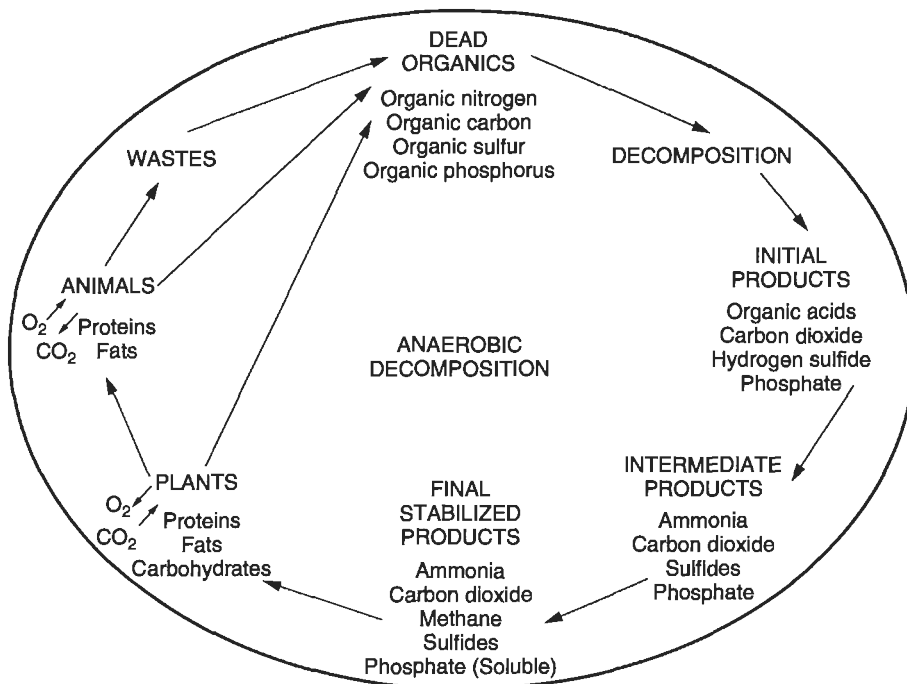 DEAD
ORGANICS
Organic nitrogen
Organic carbon
Organic sulfur
Organic phosphorus
DECOMPOSITION
INITIAL
PRODUCTS
Organic acids
Carbon dioxide
Hydrogen sulfide
Phosphate
INTERMEDIATE
PRODUCTS
Ammonia
Carbon dioxide
Sulfides
Phosphate
FINAL
STABILIZED
PRODUCTS
Ammonia
Carbon dioxide
Methane
Sulfides
Phosphate (Soluble)
PLANTS
O2
CO2
Proteins
Fats
Carbohydrates
ANIMALS
O2
CO2
Proteins
Fats
WASTES
ANAEROBIC
DECOMPOSITION